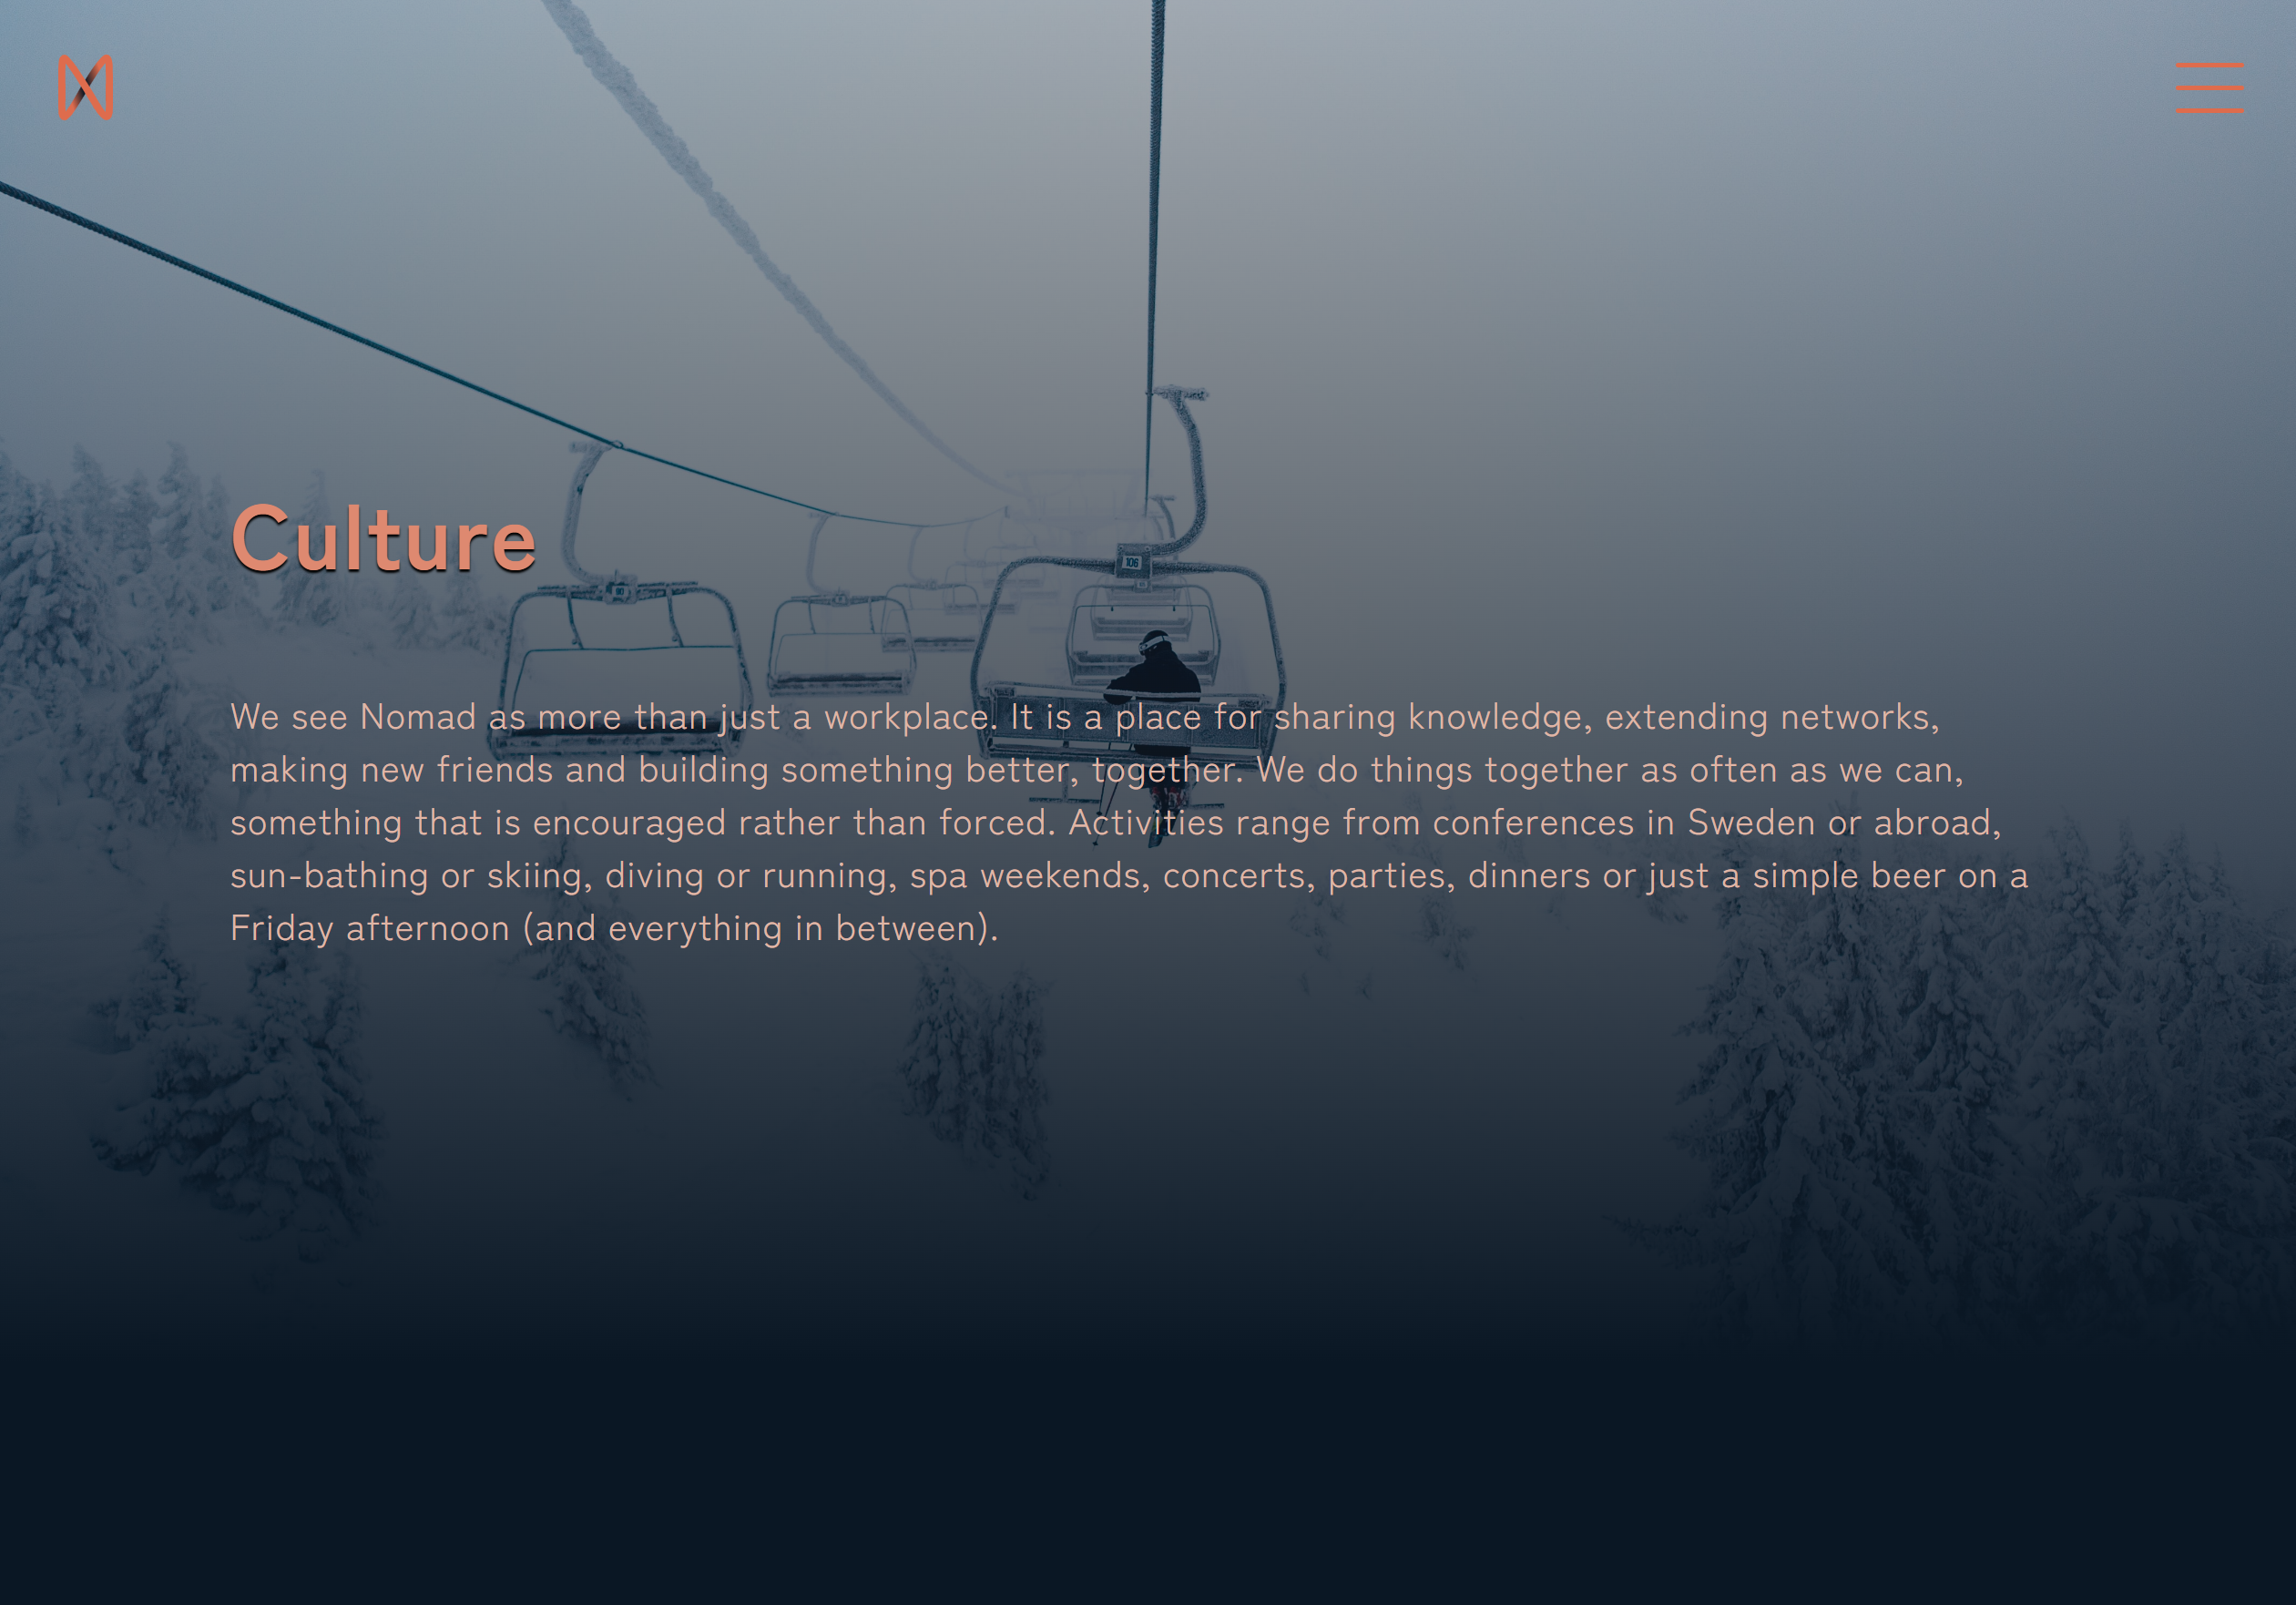 Culture
106
We see Nomad as more than just a workplace. It is a place for sharing knowledge, extending networks,
making new friends and building something better, together. We do things together as often as we can,
something that is encouraged rather than forced. Activities range from conferences in Sweden or abroad,
sun-bathing or skiing, diving or running, spa weekends, concerts, parties, dinners or just a simple beer on a
Friday afternoon (and everything in between).